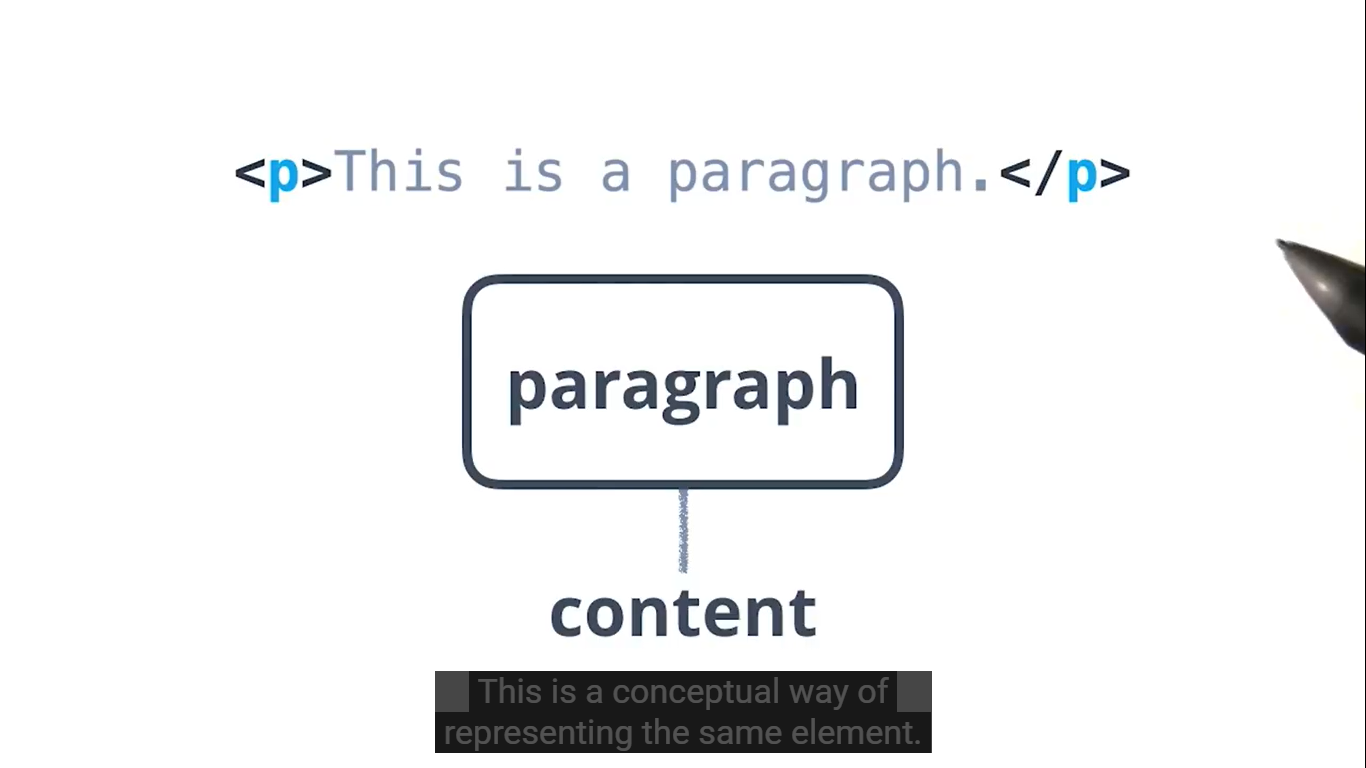 <p>This is a paragraph.</p>
paragraph
content
This is a conceptual way of
representing the same element.